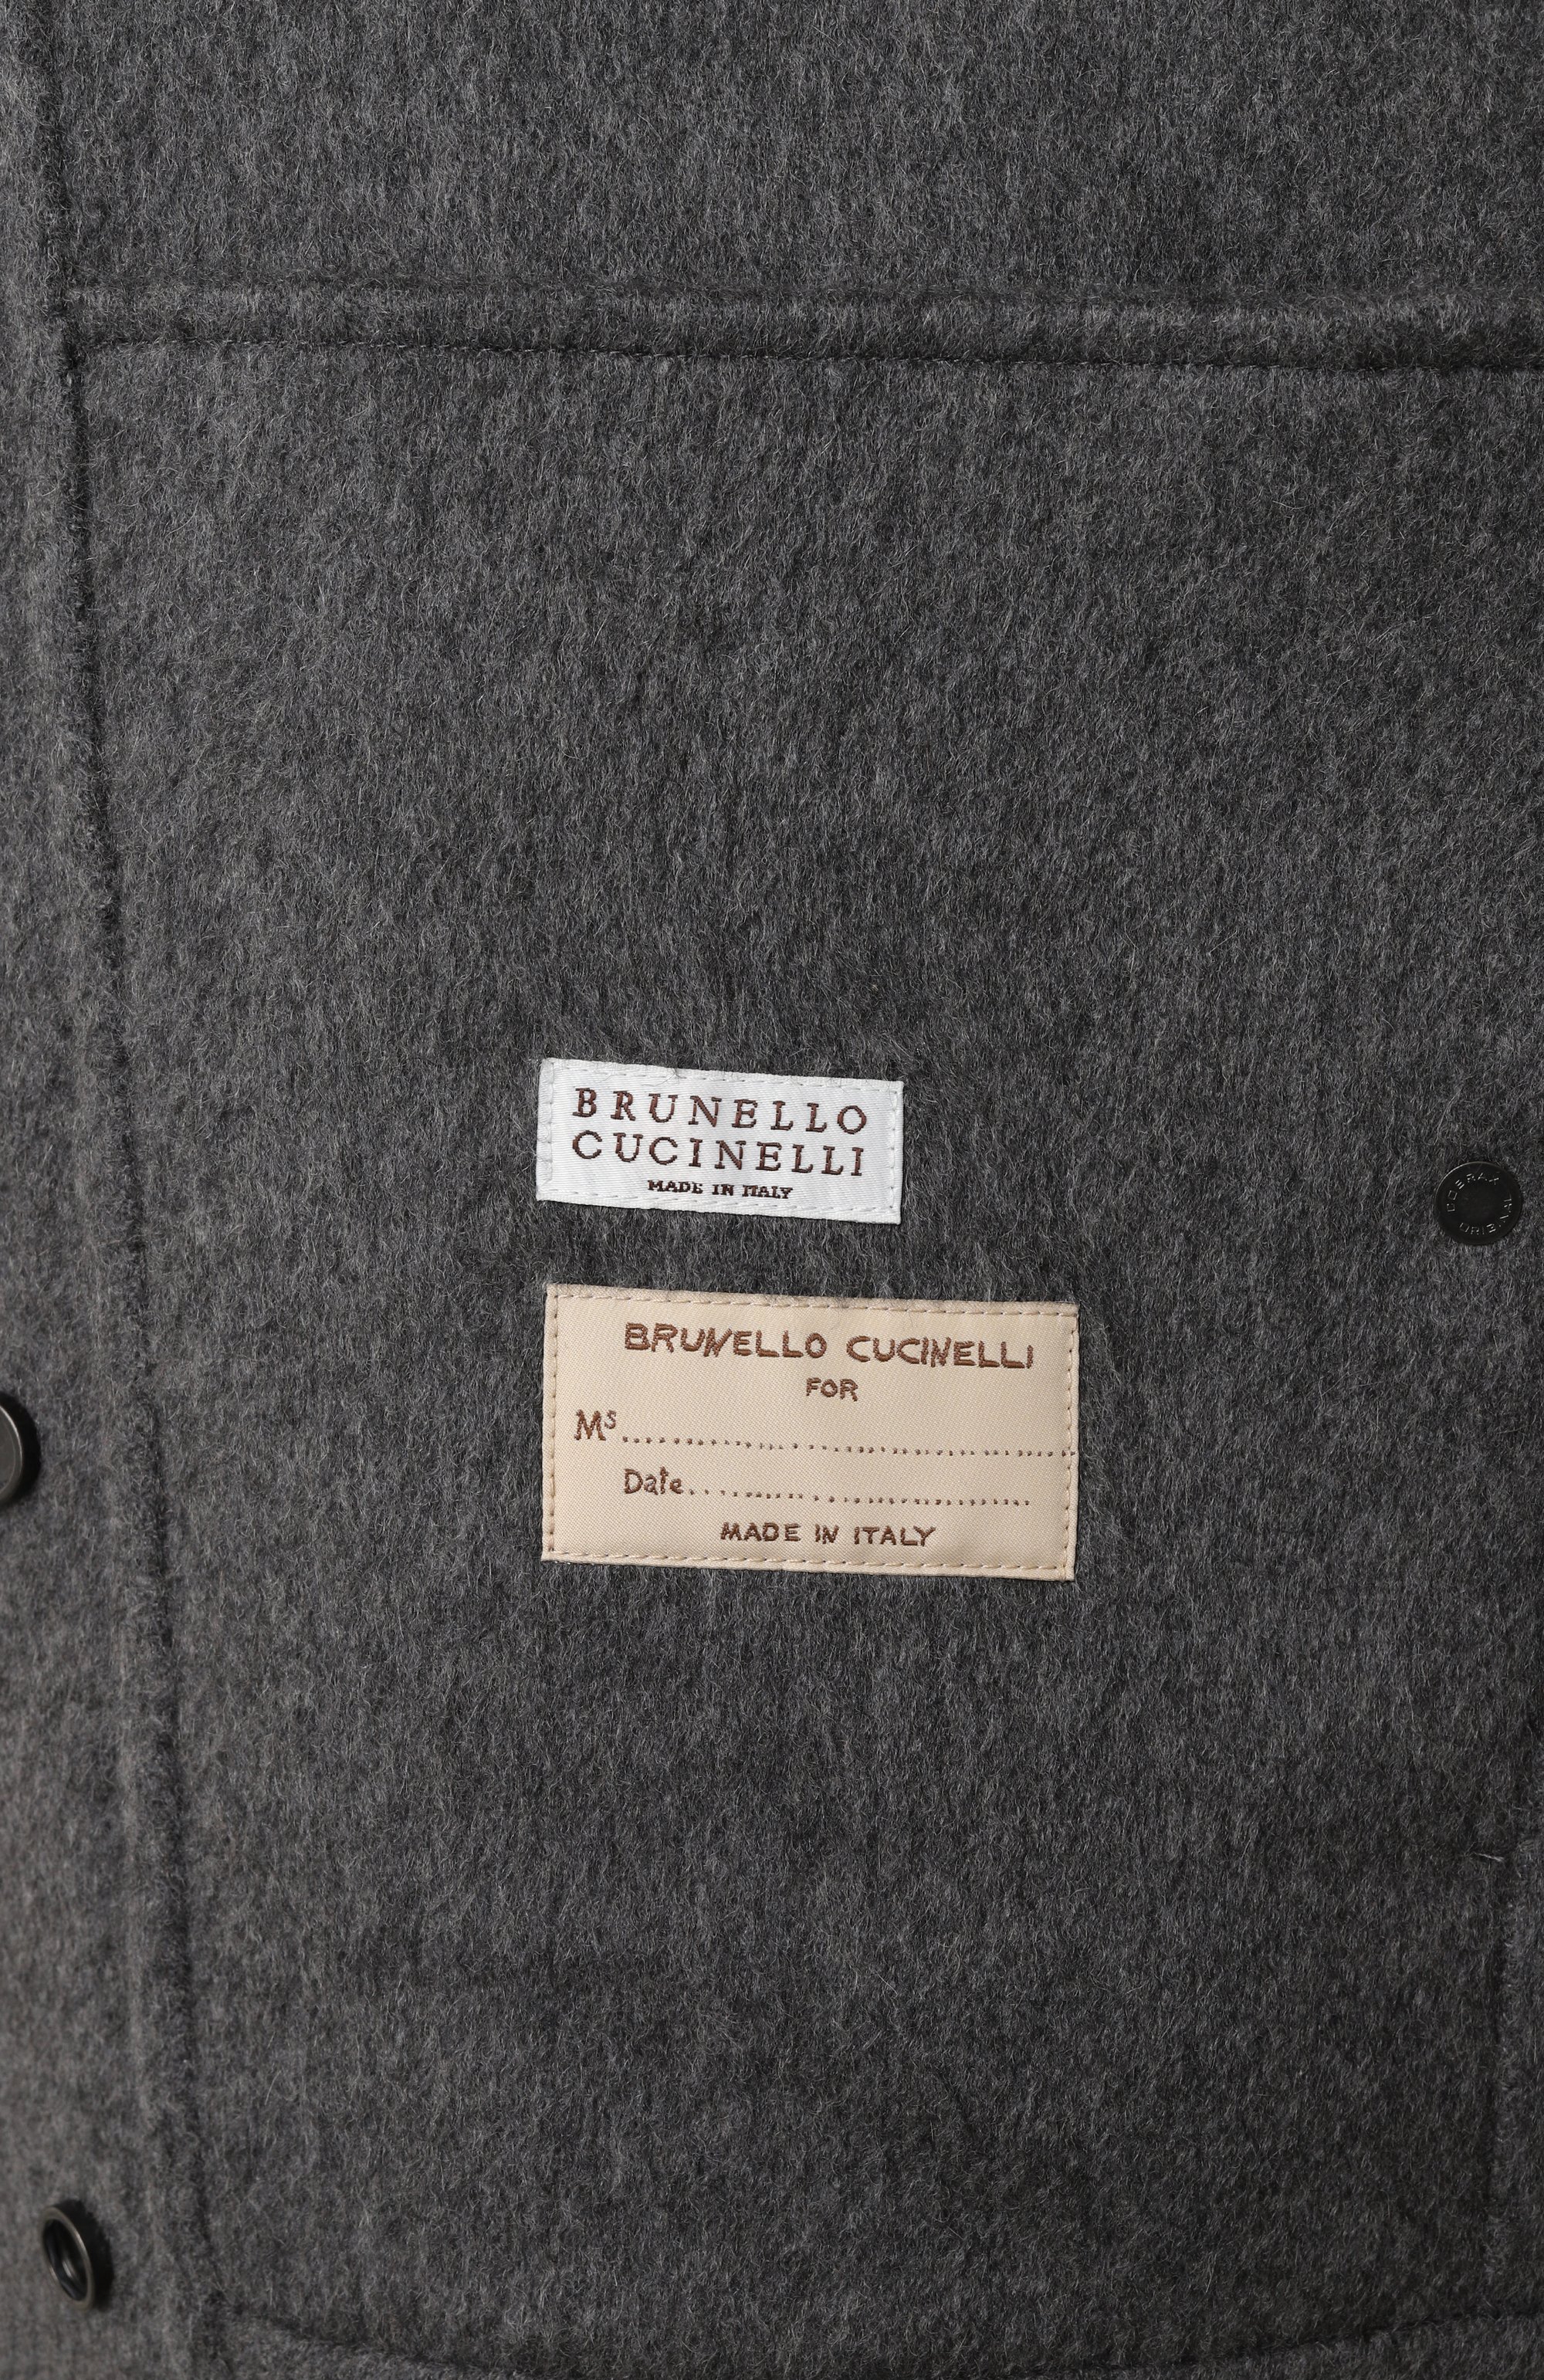 BRUNELLO
CUCINELLI
MADE IN ITALY
BRUNELLO CUCINELLI
FOR
Ms....................................................
Date........................................
MADE IN ITALY